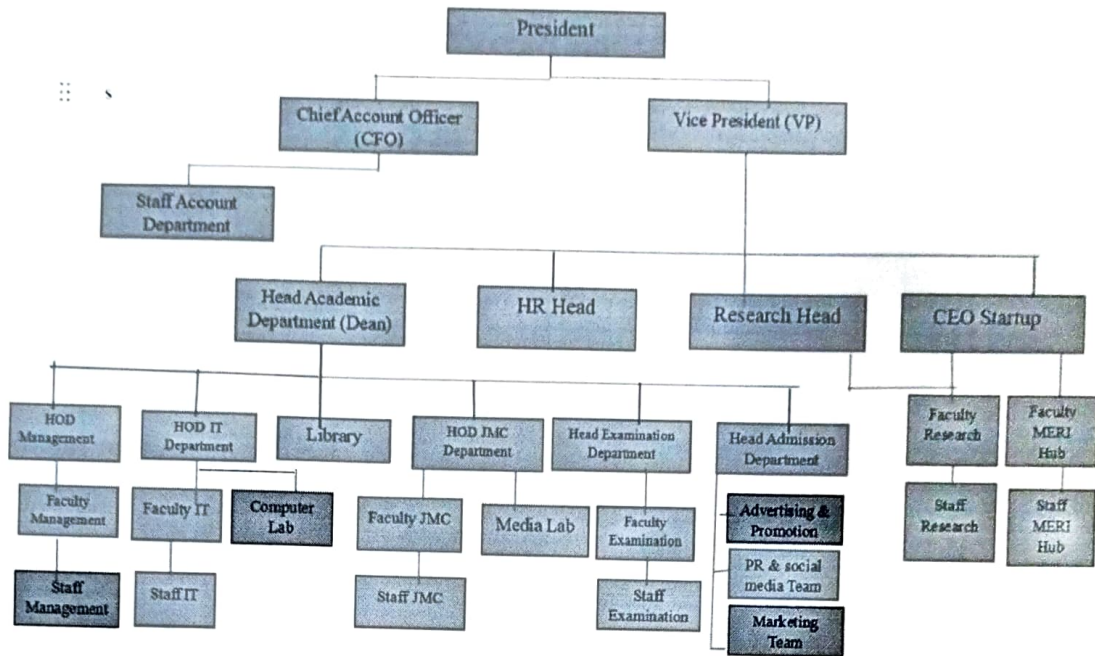 President
Chief Account Officer
(CFO)
Vice President (VP)
Staff Account
Department
Head Academic
Department (Dean)
HR Head
Research Head
CEO Startup
HOD
Management
HOD IT
Department
Library
HOD JMC
Department
Head Examination
Department
Head Admission
Department
Faculty
Research
Faculty
MERI
Hub
Faculty
Management
Faculty IT
Computer
Lab
Faculty JMC
Media Lab
Faculty
Examination
Advertising &
Promotion
Staff
Research
Staff
MERI
Hub
Staff
Management
Staff IT
Staff JMC
Staff
Examination
PR & social
media Team
Marketing
Team